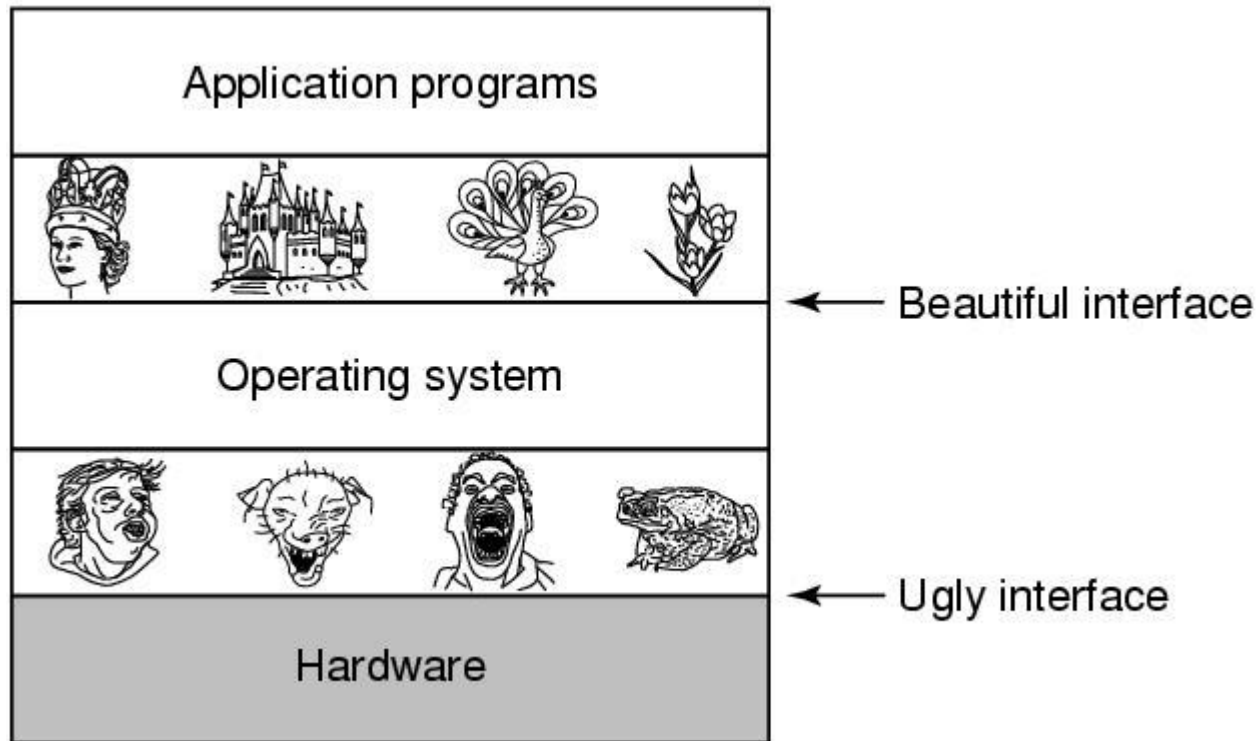 Application programs
Beautiful interface
Operating system
Ugly interface
Hardware